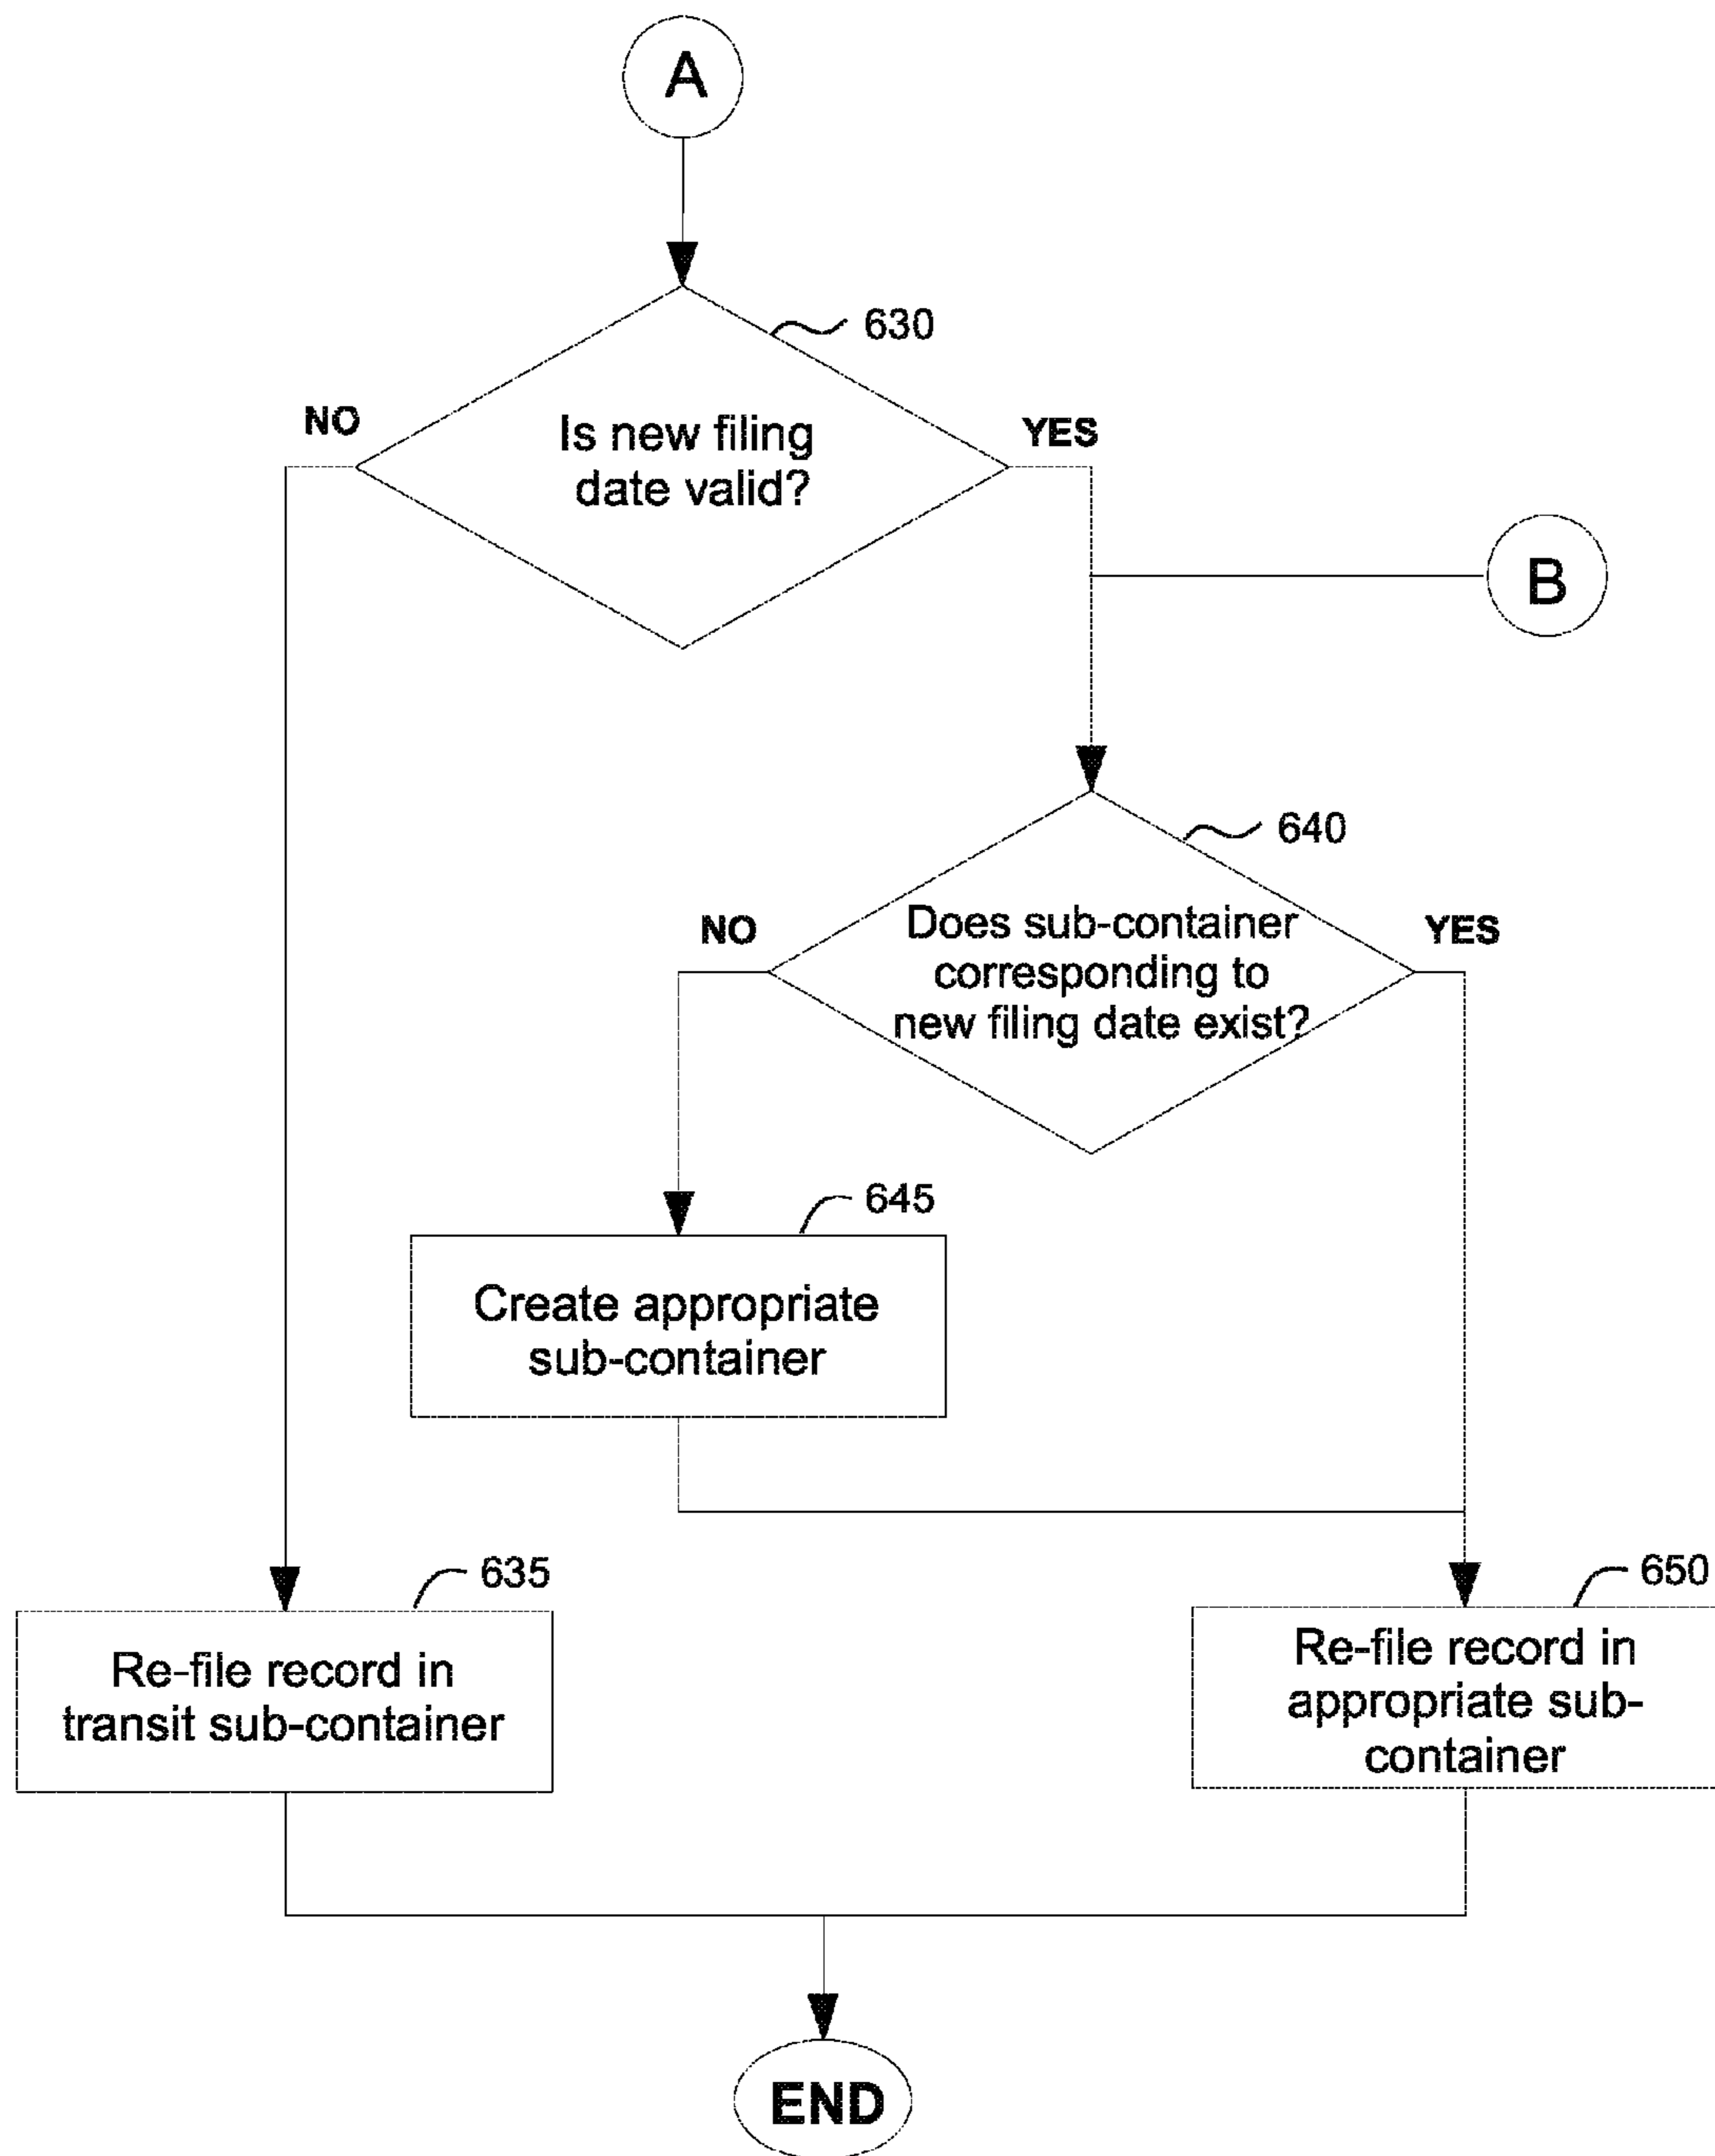 A
630
NO
YES
Is new filing
date valid?
B
640
NO
YES
Does sub-container
corresponding to
new filing date exist?
645
Create appropriate
sub-container
635
Re-file record in
transit sub-container
650
Re-file record in
appropriate sub-
container
END